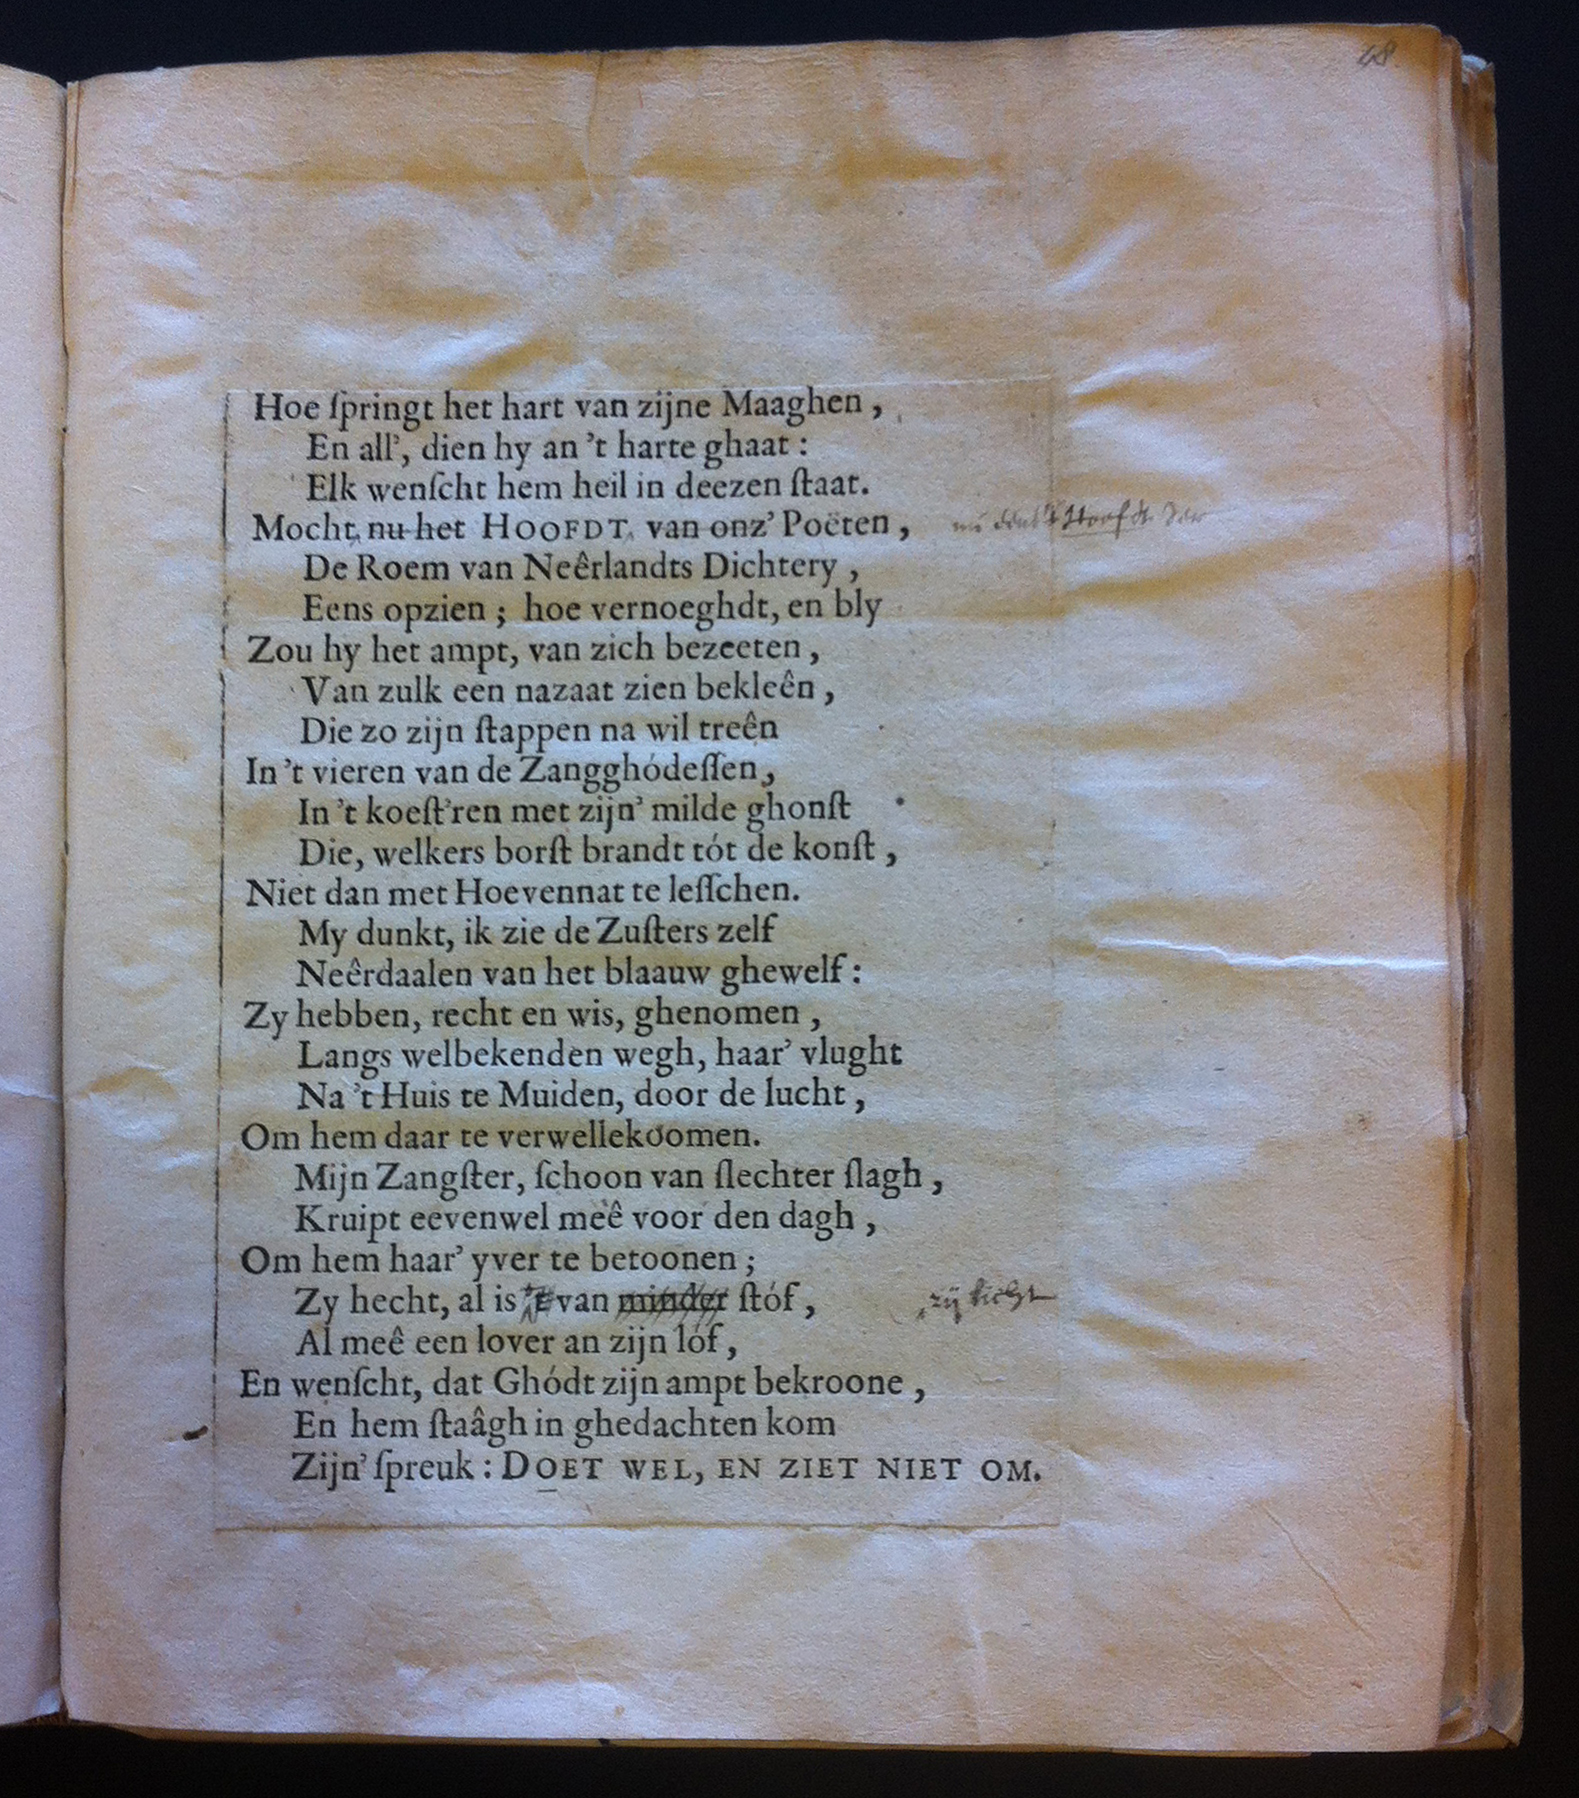 48
Hoe ſpringt het hart van zijne Maaghen,
En all', dien hy an 't harte ghaat:
Elk wenſcht hem heil in deezen ſtaat.
Mocht nu het HOOFDT van onz' Poëten,
De Roem van Neêrlandts Dichtery,
Eens opzien; hoe vernoeghdt, en bly
Zou hy het ampt, van zich bezeeten,
Van zulk een nazaat zien bekleên,
Die zo zijn ſtappen na wil treên
In 't vieren van de Zangghódeſſen,
In 't koeſt'ren met zijn' milde ghonſt
Die, welkers borſt brandt tót de konſt,
Niet dan met Hoevennat te leſſchen.
My dunkt, ik zie de Zuſters zelf
Neêrdaalen van het blaauw ghewelf:
Zy hebben, recht en wis, ghenomen,
Langs welbekenden wegh, haar' vlught
Na 't Huis te Muiden, door de lucht,
Om hem daar te verwellekoomen.
Mijn Zangſter, ſchoon van ſlechter ſlagh,
Kruipt eevenwel meê voor den dagh,
Om hem haar' yver te betoonen;
Zy hecht, al is 't van minder ſtóf, zij licht
Al meê een lover an zijn lóf,
En wenſcht, dat Ghódt zijn ampt bekroone,
En hem ſtaâgh in ghedachten kom
Zijn' ſpreuk: DOET WEL, EN ZIET NIET OM.